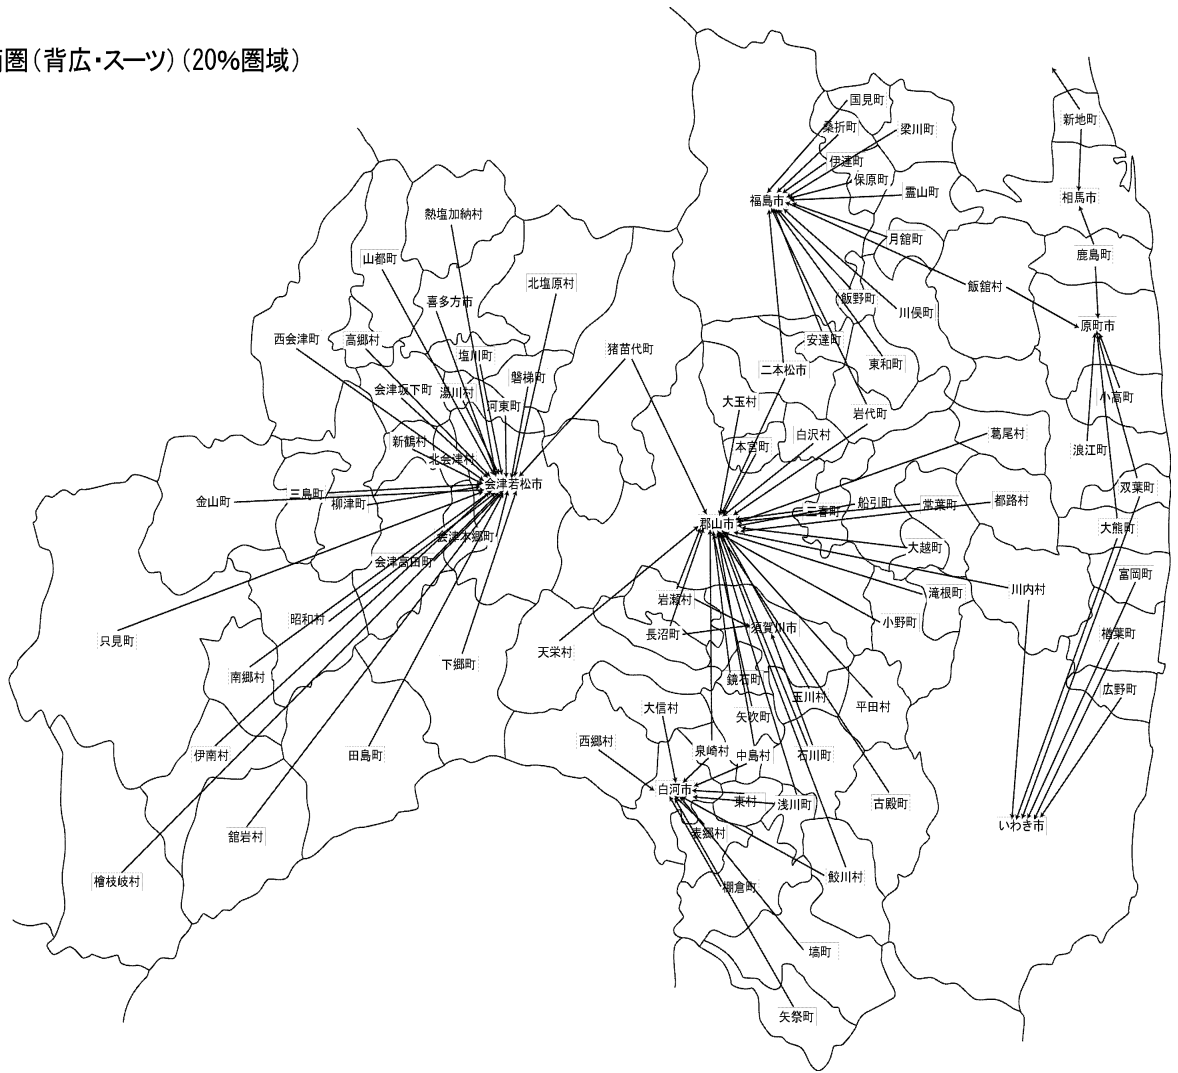 圏（背広・スーツ）（20%圏域）
国見町
新地町
桑折町
梁川町
伊達町
保原町
霊山町
福島市
相馬市
熱塩加納村
月舘町
鹿島町
山都町
北塩原村
飯舘村
喜多方市
飯野町
川俣町
原町市
西会津町
高郷村
安達町
塩川町
猪苗代町
東和町
二本松市
磐梯町
会津坂下町
湯川村
小高町
大玉村
河東町
岩代町
白沢村
葛尾村
新鶴村
本宮町
浪江町
北会津村
会津若松市
双葉町
三島町
金山町
柳津町
船引町
常葉町
都路村
三春町
郡山市
大熊町
会津本郷町
大越町
会津高田町
富岡町
川内村
滝根町
岩瀬村
昭和村
小野町
須賀川市
長沼町
楢葉町
只見町
天栄村
下郷町
南郷村
鏡石町
広野町
玉川村
平田村
大信村
矢吹町
西郷村
泉崎村
中島村
石川町
伊南村
田島町
白河市
東村
浅川町
古殿町
いわき市
表郷村
舘岩村
鮫川村
檜枝岐村
棚倉町
塙町
矢祭町